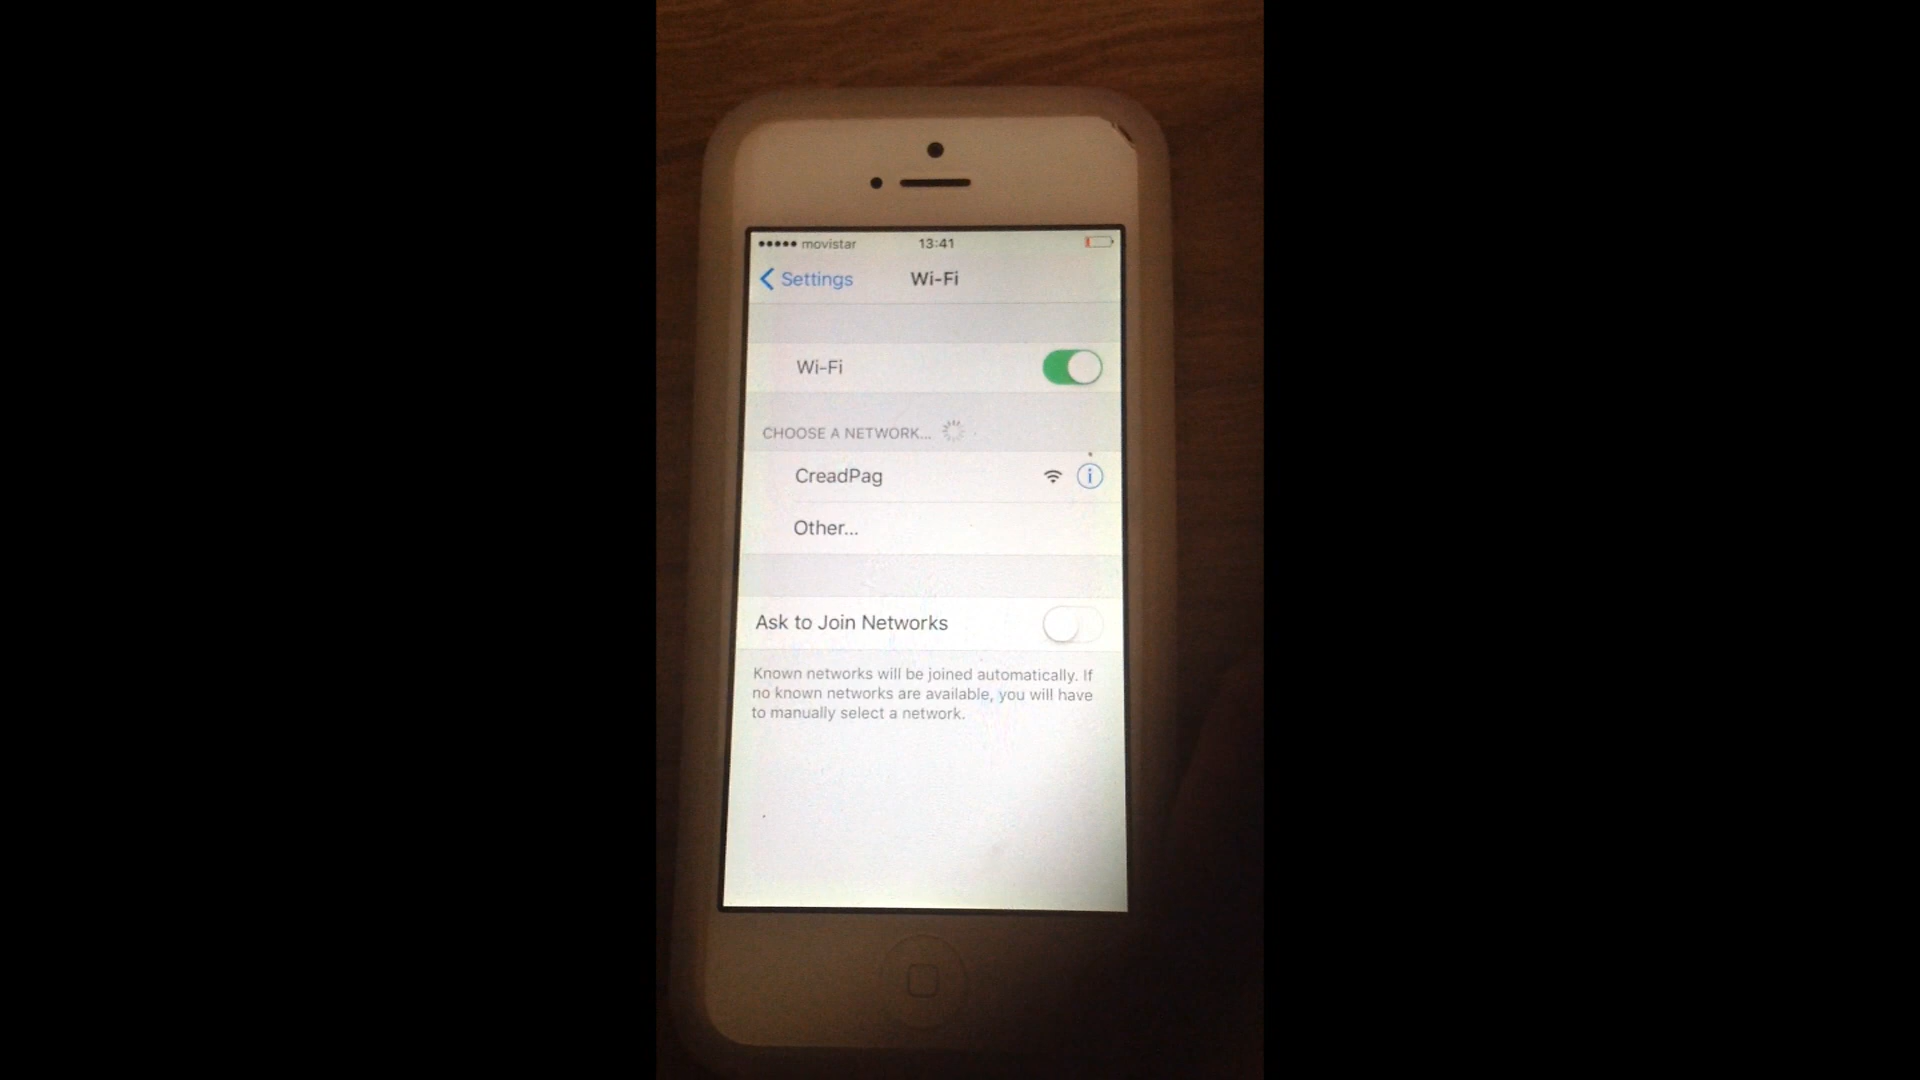 movistar 13:41
Settings Wi-Fi
Wi-Fi
CHOOSE A NETWORK...
CreadPag
Other...
Ask to Join Networks
Known networks will be joined automatically. If
no known networks are available, you will have
to manually select a network.